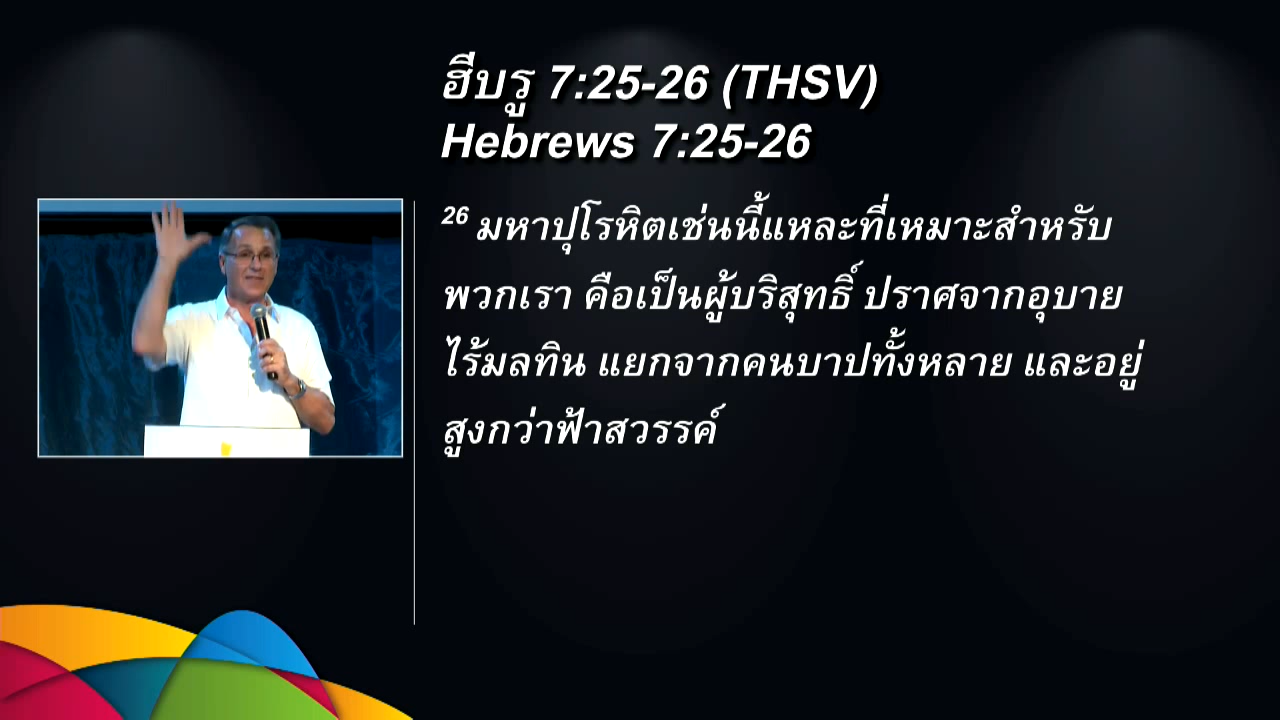 ฮีบรู 7:25-26 (THSV)
Hebrews 7:25-26
26 มหาปุโรหิตเช่นนี้แหละที่เหมาะสำหรับ
พวกเรา คือเป็นผู้บริสุทธิ์ ปราศจากอุบาย
ไร้มลทิน แยกจากคนบาปทั้งหลาย และอยู่
สูงกว่าฟ้าสวรรค์